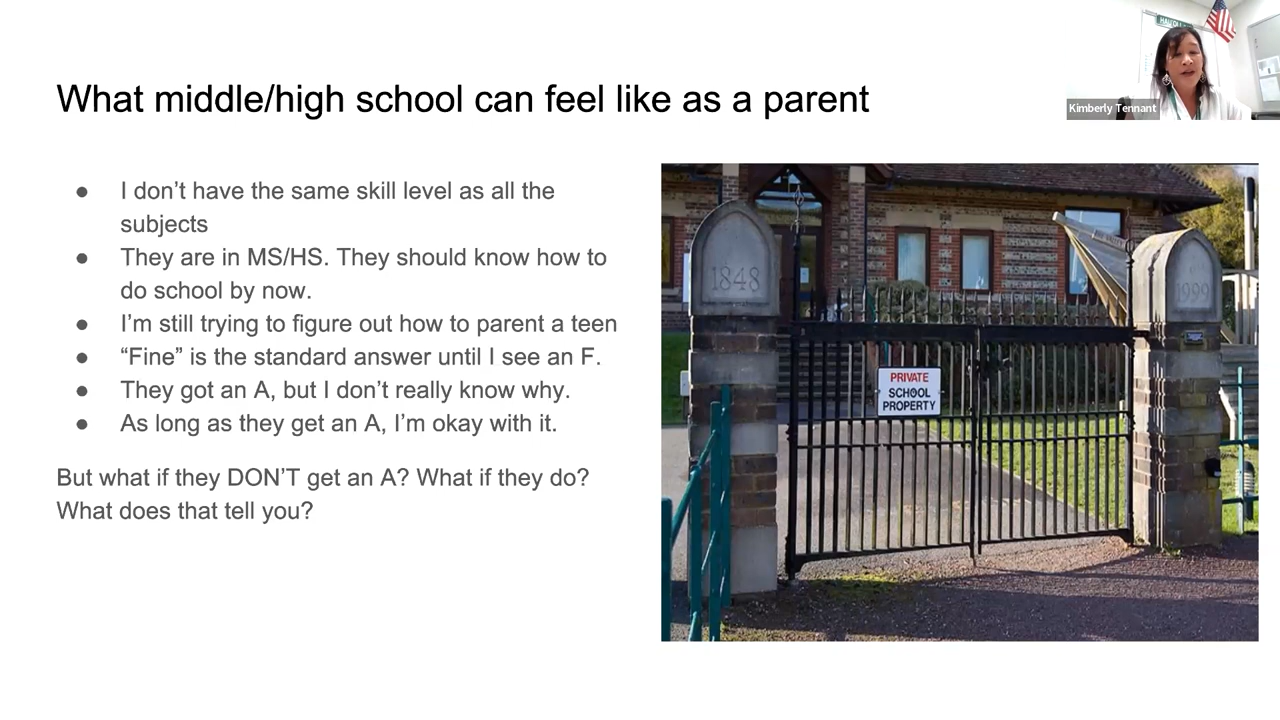 What middle/high school can feel like as a parent
Kimberly Tennant
● I don’t have the same skill level as all the
subjects
● They are in MS/HS. They should know how to
do school by now.
● I’m still trying to figure out how to parent a teen
● “Fine” is the standard answer until I see an F.
● They got an A, but I don’t really know why.
● As long as they get an A, I’m okay with it.
But what if they DON’T get an A? What if they do?
What does that tell you?
1848
1999
PRIVATE
SCHOOL
PROPERTY